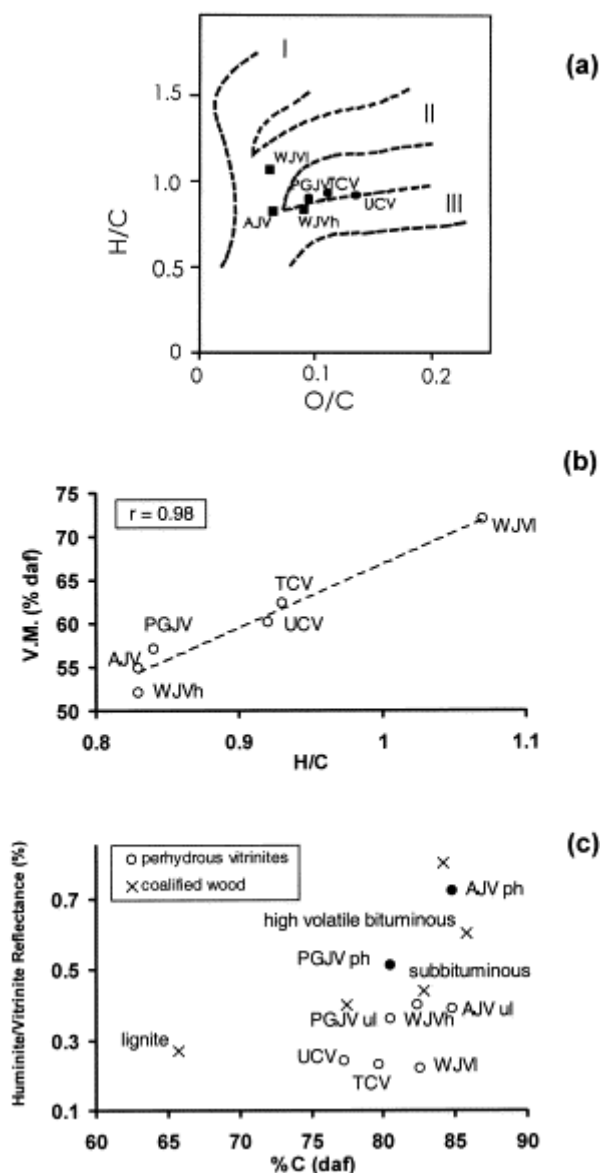 (a)
I
II
III
WJVl
PGJV
TCV
UCV
AJV
WJVh
H/C
1.5
1.0
0.5
0
0 0.1 0.2
O/C
(b)
r = 0.98
V.M. (% daf)
75
70
65
60
55
50
WJVl
TCV
UCV
PGJV
AJV
WJVh
0.8 0.9 1 1.1
H/C
(c)
Huminite/Vitrinite Reflectance (%)
o perhydrous vitrinites
× coalified wood
0.7
0.5
0.3
0.1
AJV ph
high volatile bituminous
PGJV ph
subbituminous
PGJV ul
WJVh
AJV ul
lignite
UCV
TCV
WJVl
60 65 70 75 80 85 90
%C (daf)